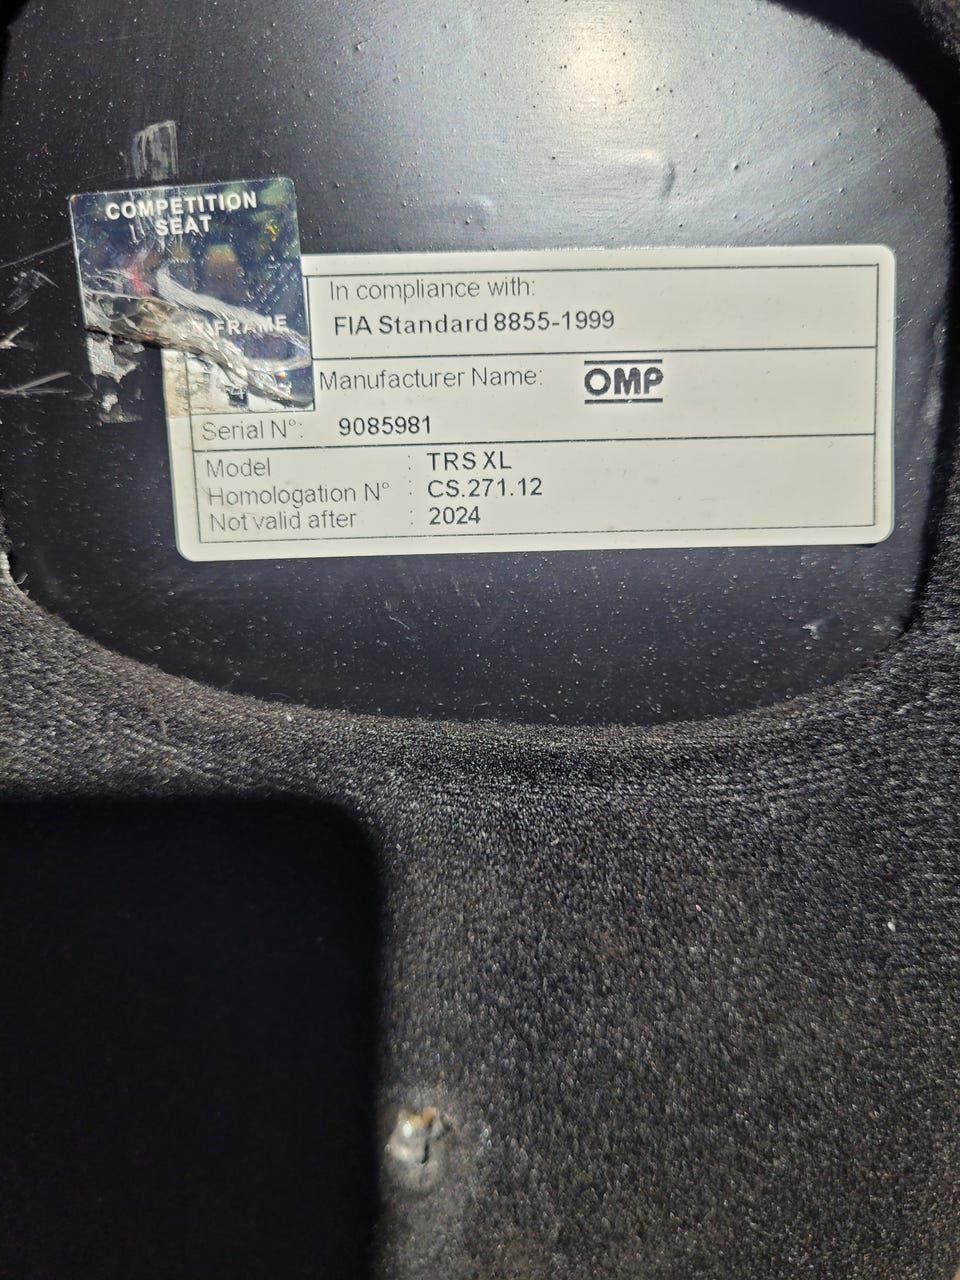 COMPETITION
SEAT
FRAME
In compliance with:
FIA Standard 8855-1999
Manufacturer Name: OMP
Serial N°: 9085981
Model : TRS XL
Homologation N° : CS.271.12
Not valid after : 2024